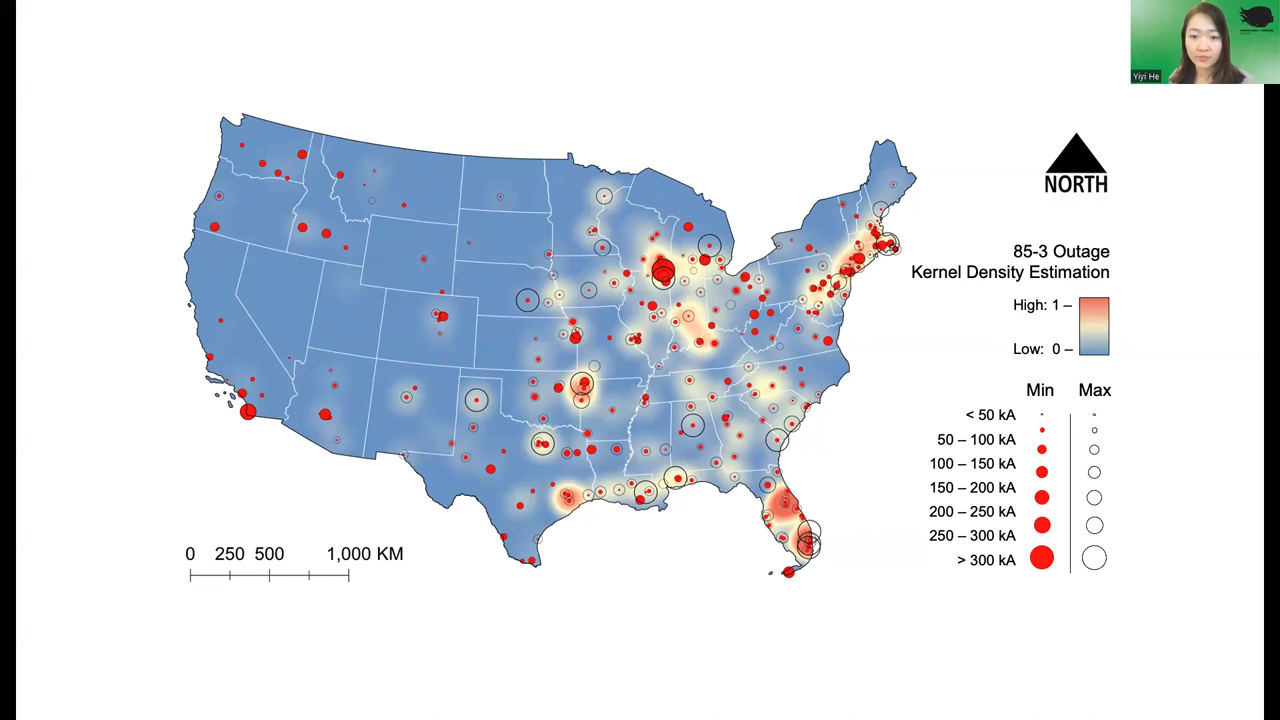 Yiyi He
NORTH
85-3 Outage
Kernel Density Estimation
High: 1 –
Low: 0 –
Min Max
< 50 kA
50 – 100 kA
100 – 150 kA
150 – 200 kA
200 – 250 kA
250 – 300 kA
> 300 kA
0 250 500 1,000 KM